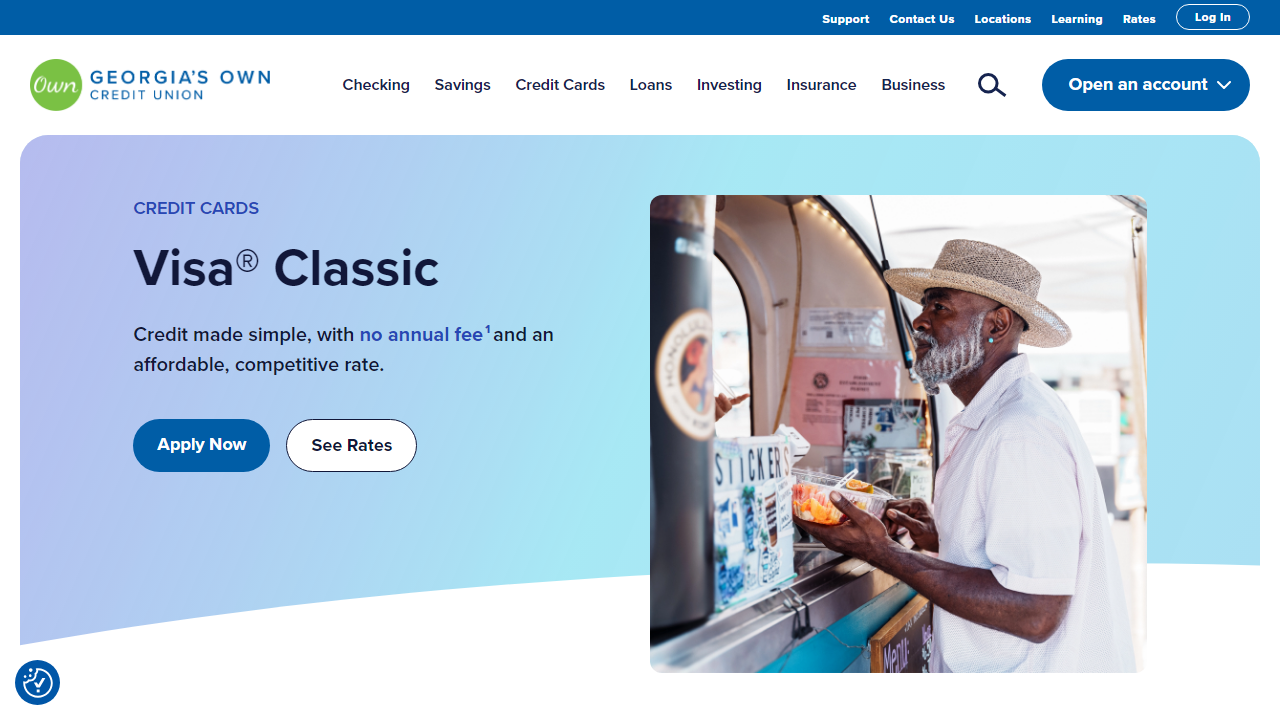 Support Contact Us Locations Learning Rates Log In
Own GEORGIA'S OWN
CREDIT UNION
Checking Savings Credit Cards Loans Investing Insurance Business Open an account
CREDIT CARDS
Visa® Classic
Credit made simple, with no annual fee¹ and an
affordable, competitive rate.
Apply Now See Rates
STICKERS
Menu: